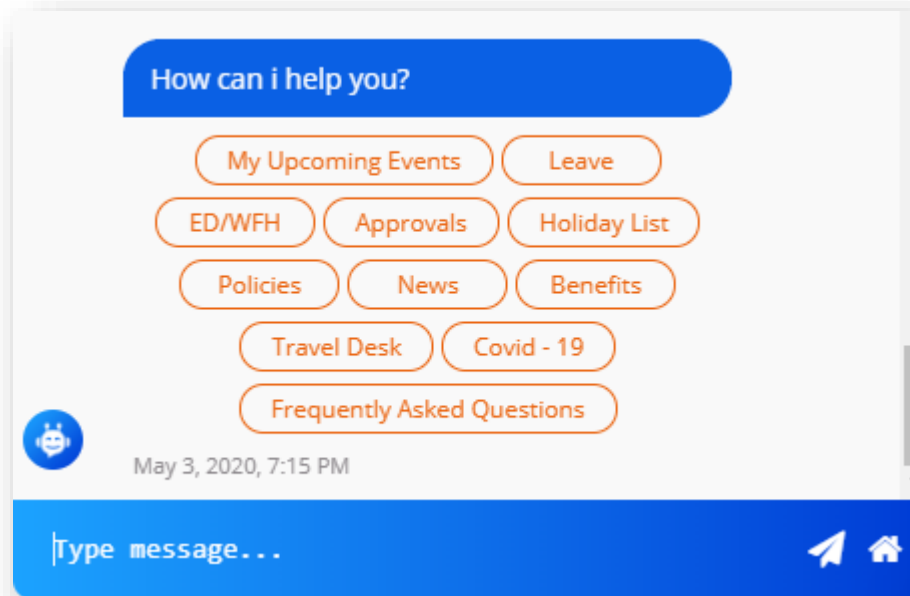 How can i help you?
My Upcoming Events Leave
ED/WFH Approvals Holiday List
Policies News Benefits
Travel Desk Covid - 19
Frequently Asked Questions
May 3, 2020, 7:15 PM
Type message...